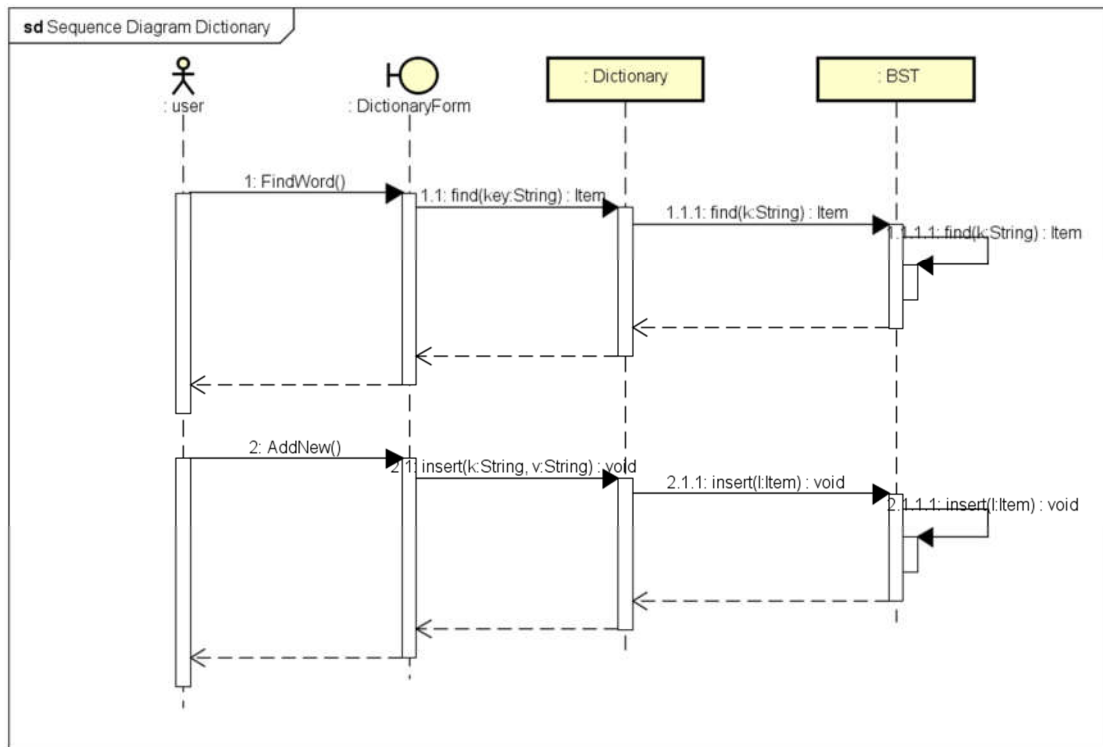 sd Sequence Diagram Dictionary
: user
: DictionaryForm
: Dictionary
: BST
1: FindWord()
1.1: find(key:String) : Item
1.1.1: find(k:String) : Item
1.1.1.1: find(k:String) : Item
2: AddNew()
2.1: insert(k:String, v:String) : void
2.1.1: insert(I:Item) : void
2.1.1.1: insert(I:Item) : void